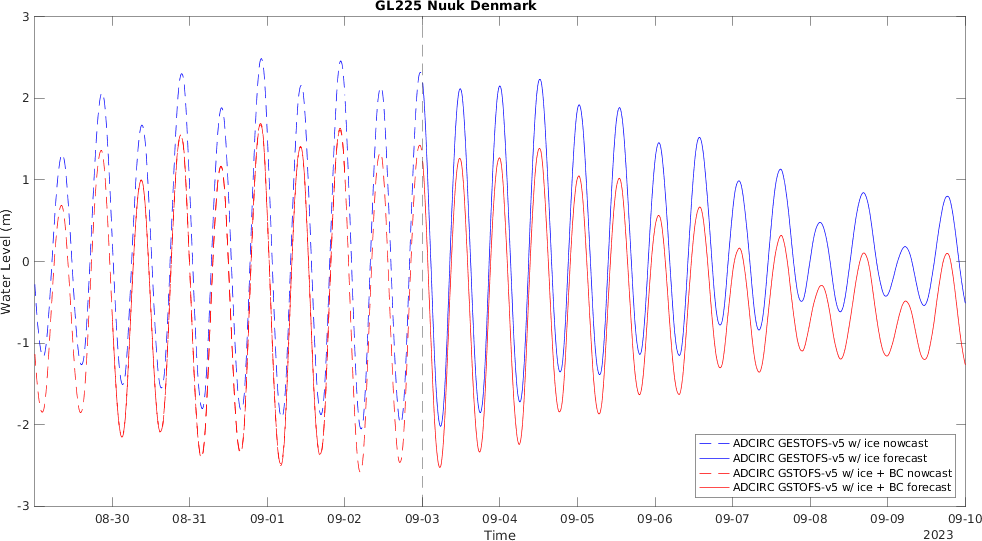 GL225 Nuuk Denmark
3
2
1
0
-1
-2
-3
Water Level (m)
ADCIRC GESTOFS-v5 w/ ice nowcast
ADCIRC GESTOFS-v5 w/ ice forecast
ADCIRC GSTOFS-v5 w/ ice + BC nowcast
ADCIRC GSTOFS-v5 w/ ice + BC forecast
08-30 08-31 09-01 09-02 09-03 09-04 09-05 09-06 09-07 09-08 09-09 09-10
Time
2023